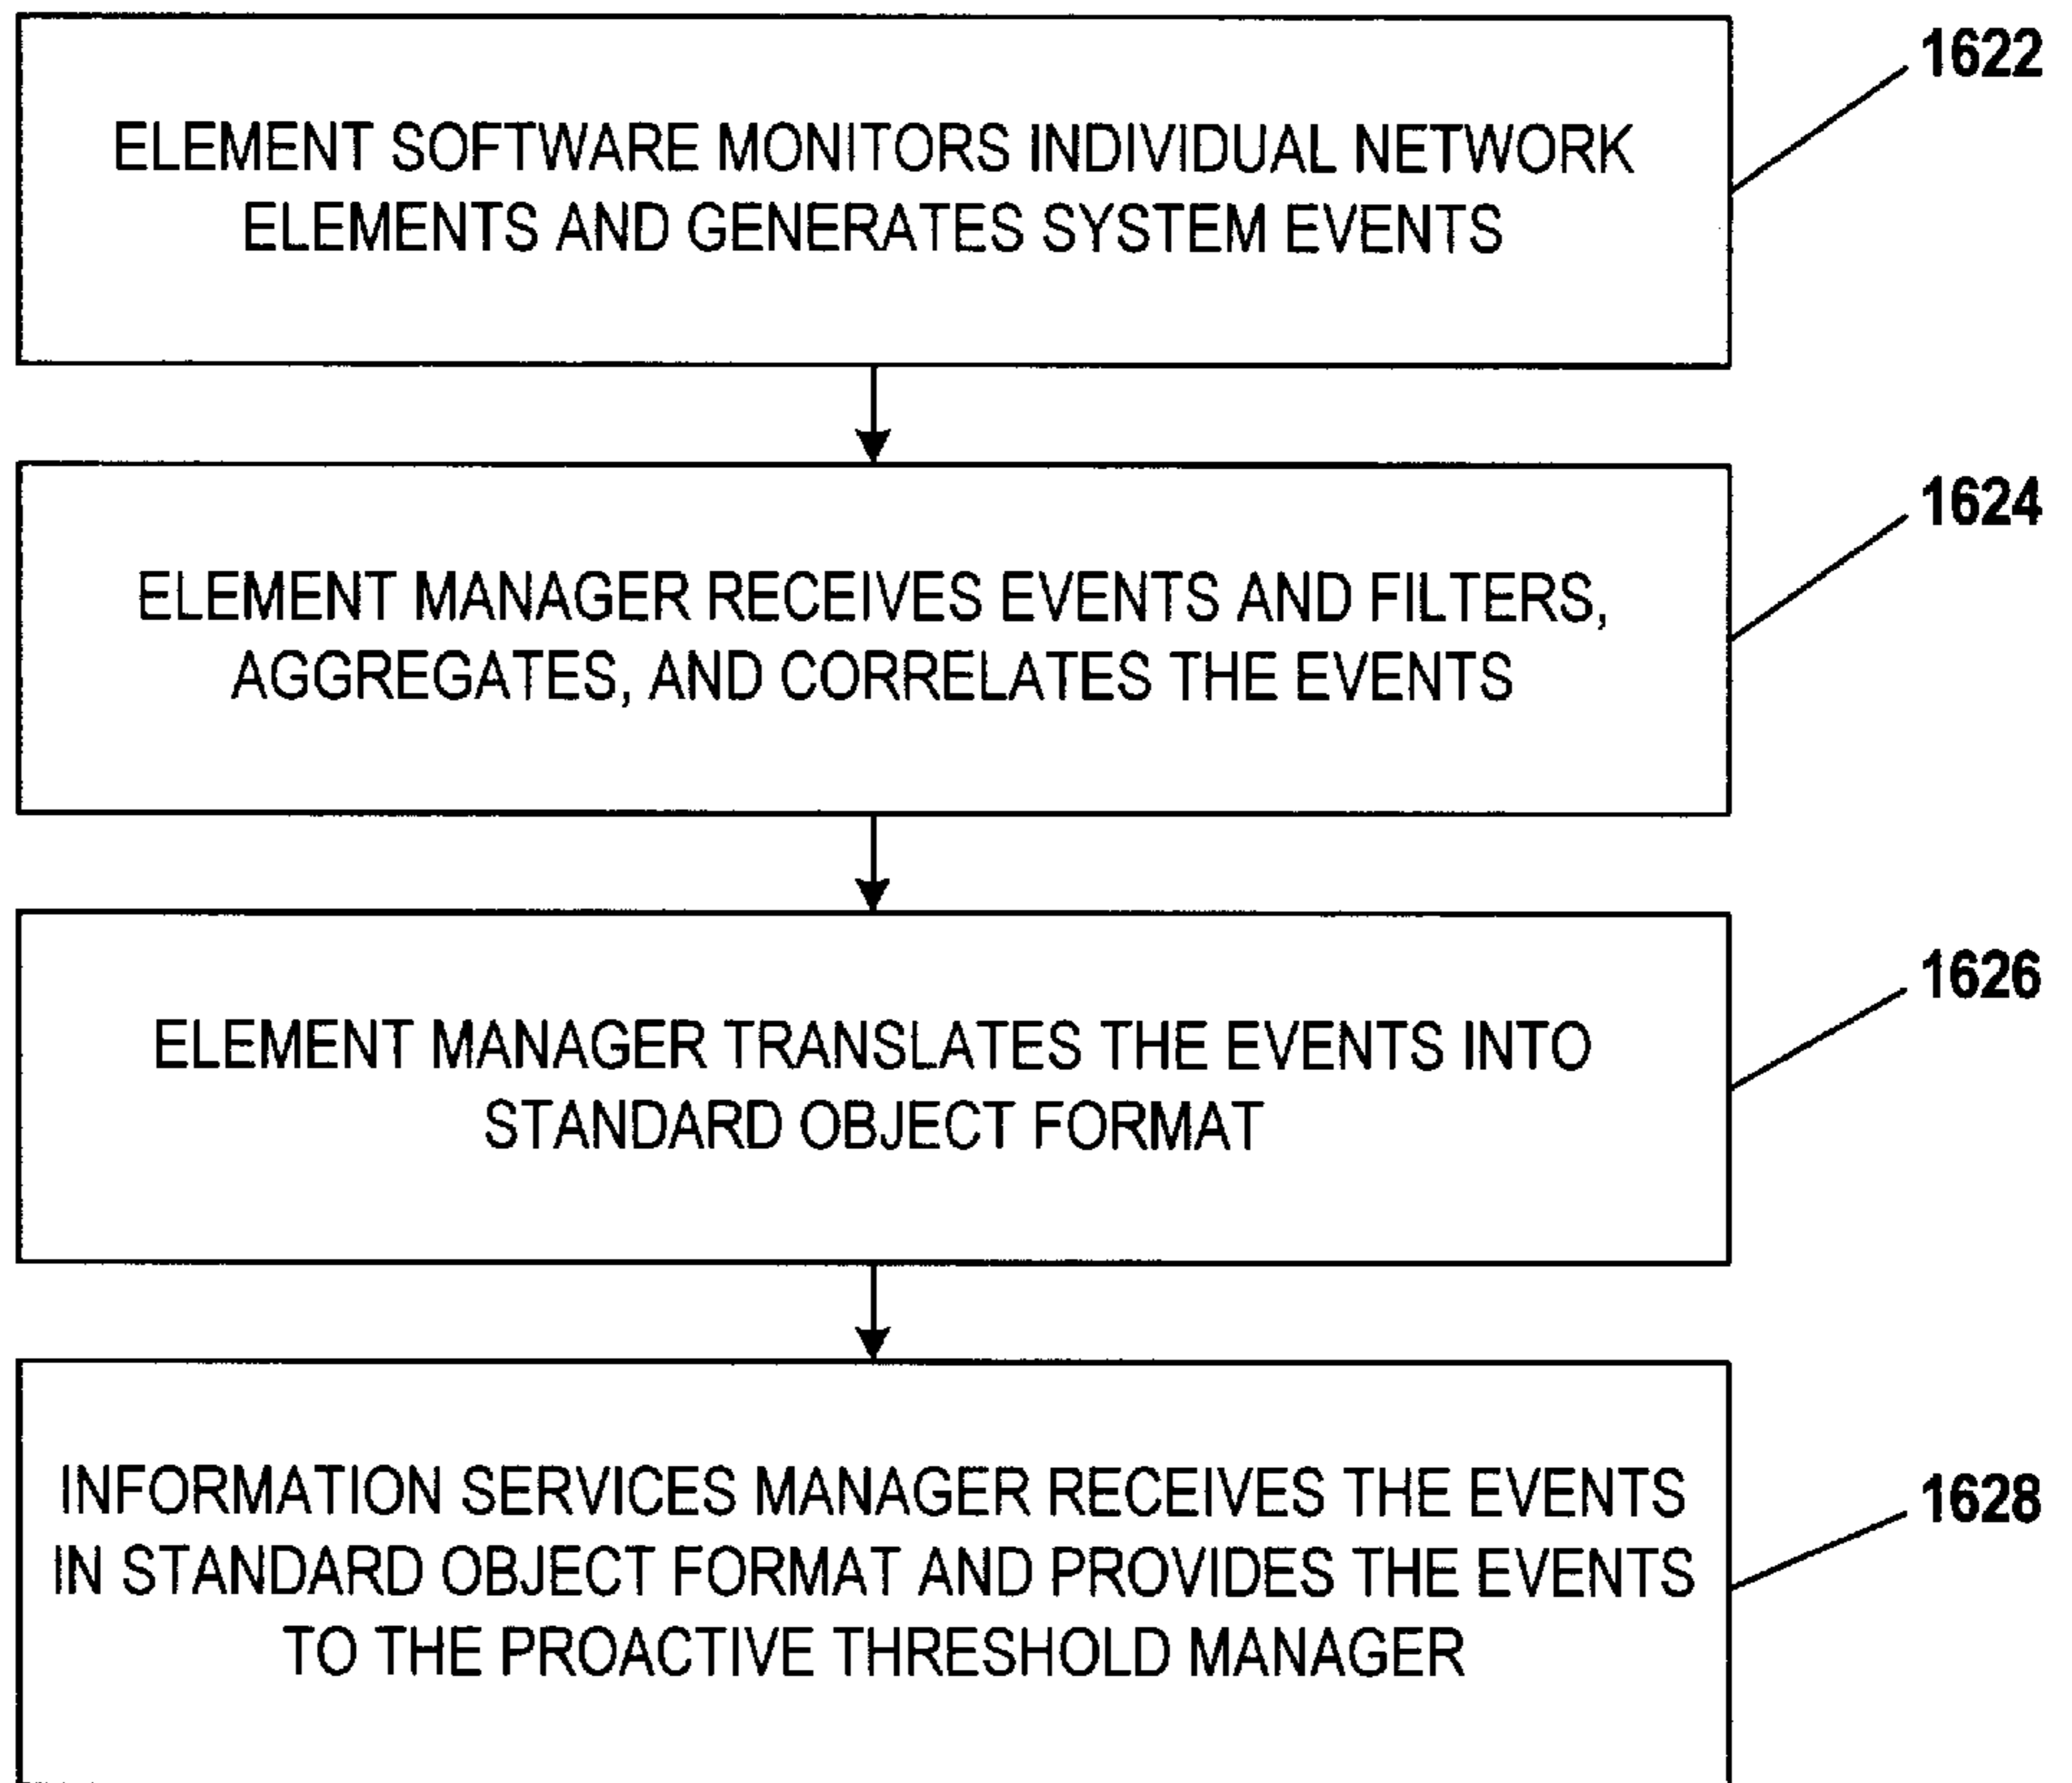 1622
ELEMENT SOFTWARE MONITORS INDIVIDUAL NETWORK
ELEMENTS AND GENERATES SYSTEM EVENTS
1624
ELEMENT MANAGER RECEIVES EVENTS AND FILTERS,
AGGREGATES, AND CORRELATES THE EVENTS
1626
ELEMENT MANAGER TRANSLATES THE EVENTS INTO
STANDARD OBJECT FORMAT
1628
INFORMATION SERVICES MANAGER RECEIVES THE EVENTS
IN STANDARD OBJECT FORMAT AND PROVIDES THE EVENTS
TO THE PROACTIVE THRESHOLD MANAGER